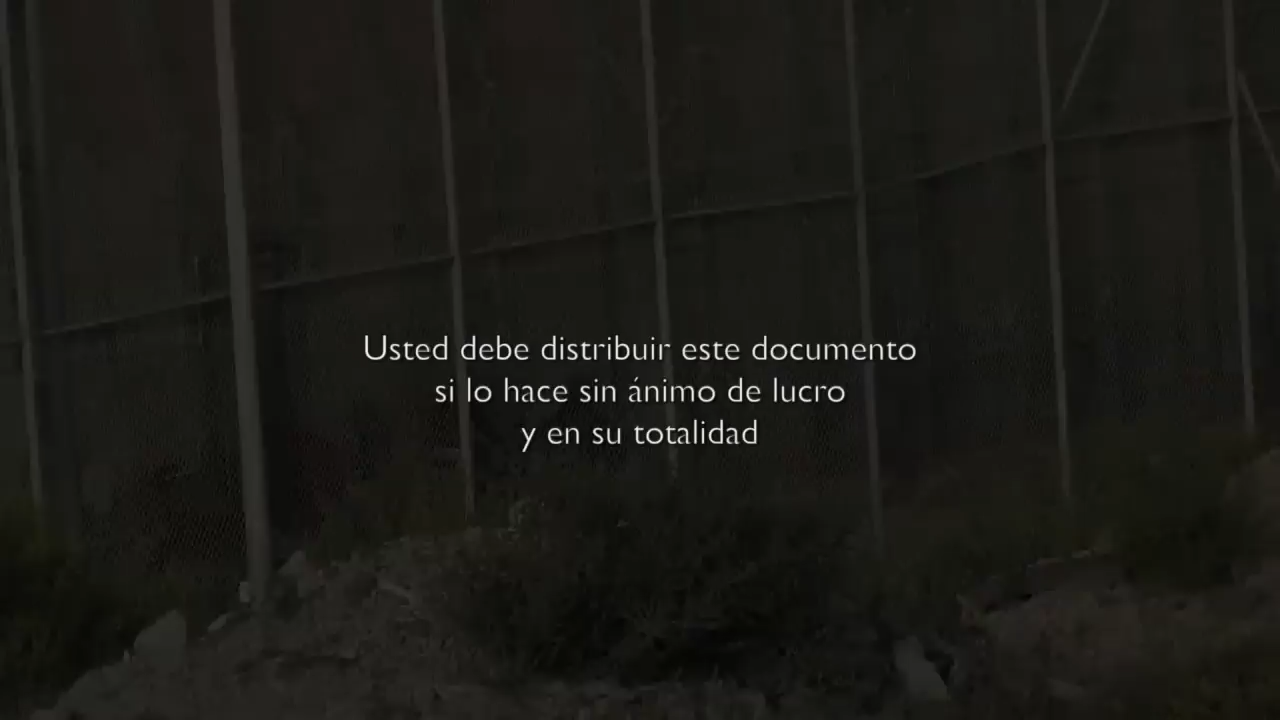 Usted debe distribuir este documento
si lo hace sin ánimo de lucro
y en su totalidad